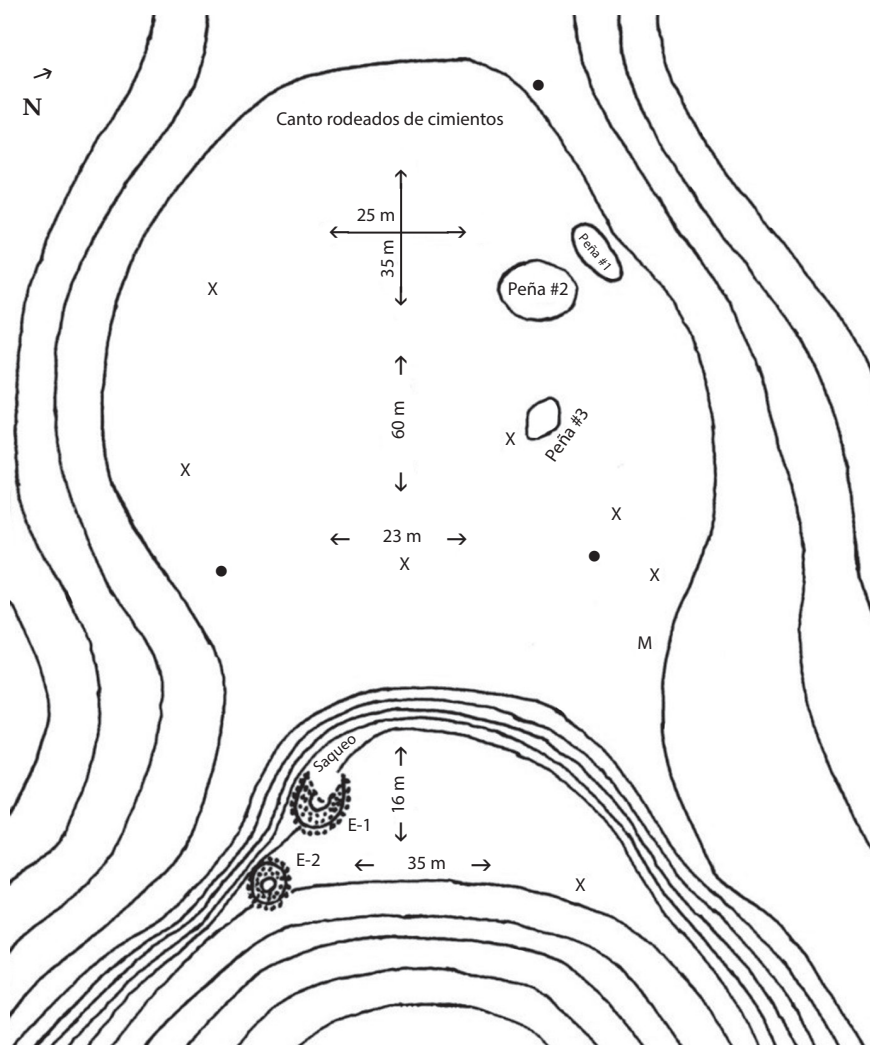 N
Canto rodeados de cimientos
25 m
35 m
Peña #1
Peña #2
X
60 m
Peña #3
X
X
X
23 m
X
X
M
Saqueo
16 m
E-1
E-2
35 m
X